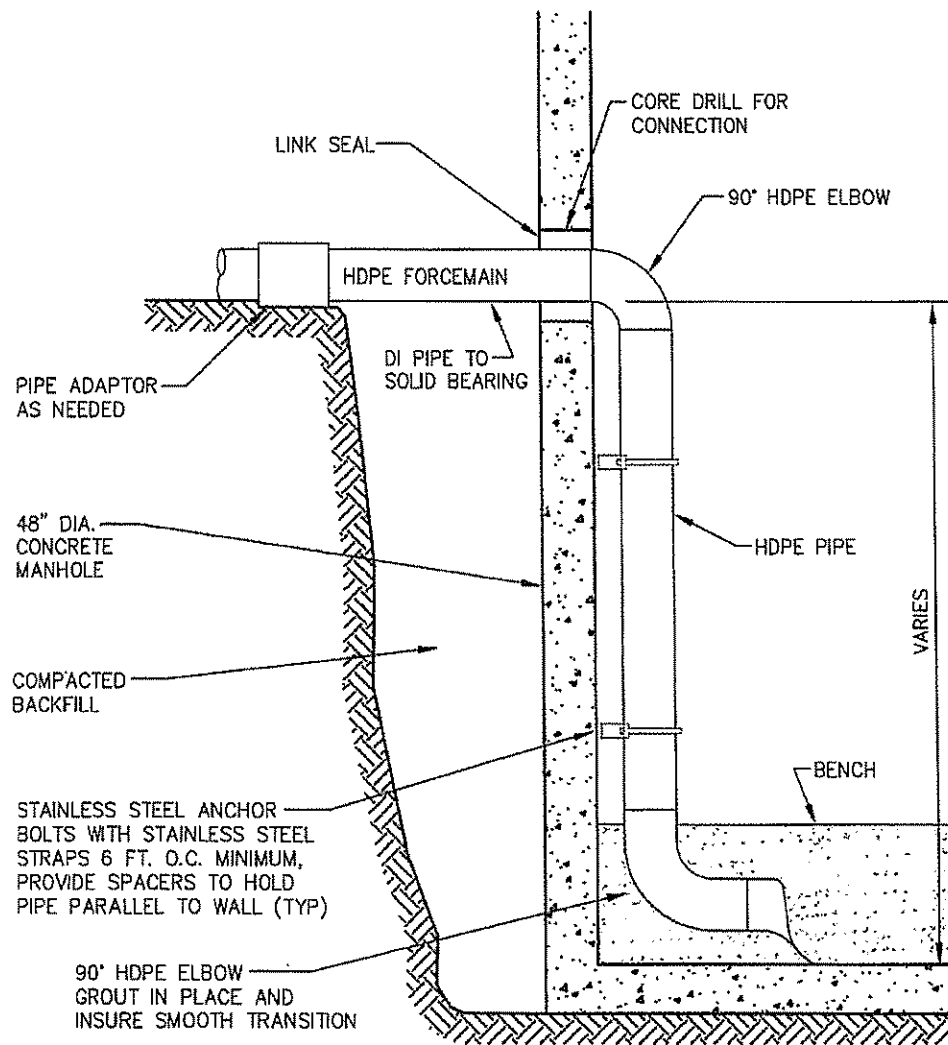 CORE DRILL FOR
CONNECTION
LINK SEAL
90° HDPE ELBOW
HDPE FORCEMAIN
DI PIPE TO
SOLID BEARING
PIPE ADAPTOR
AS NEEDED
48" DIA.
CONCRETE
MANHOLE
HDPE PIPE
VARIES
COMPACTED
BACKFILL
BENCH
STAINLESS STEEL ANCHOR
BOLTS WITH STAINLESS STEEL
STRAPS 6 FT. O.C. MINIMUM,
PROVIDE SPACERS TO HOLD
PIPE PARALLEL TO WALL (TYP)
90° HDPE ELBOW
GROUT IN PLACE AND
INSURE SMOOTH TRANSITION